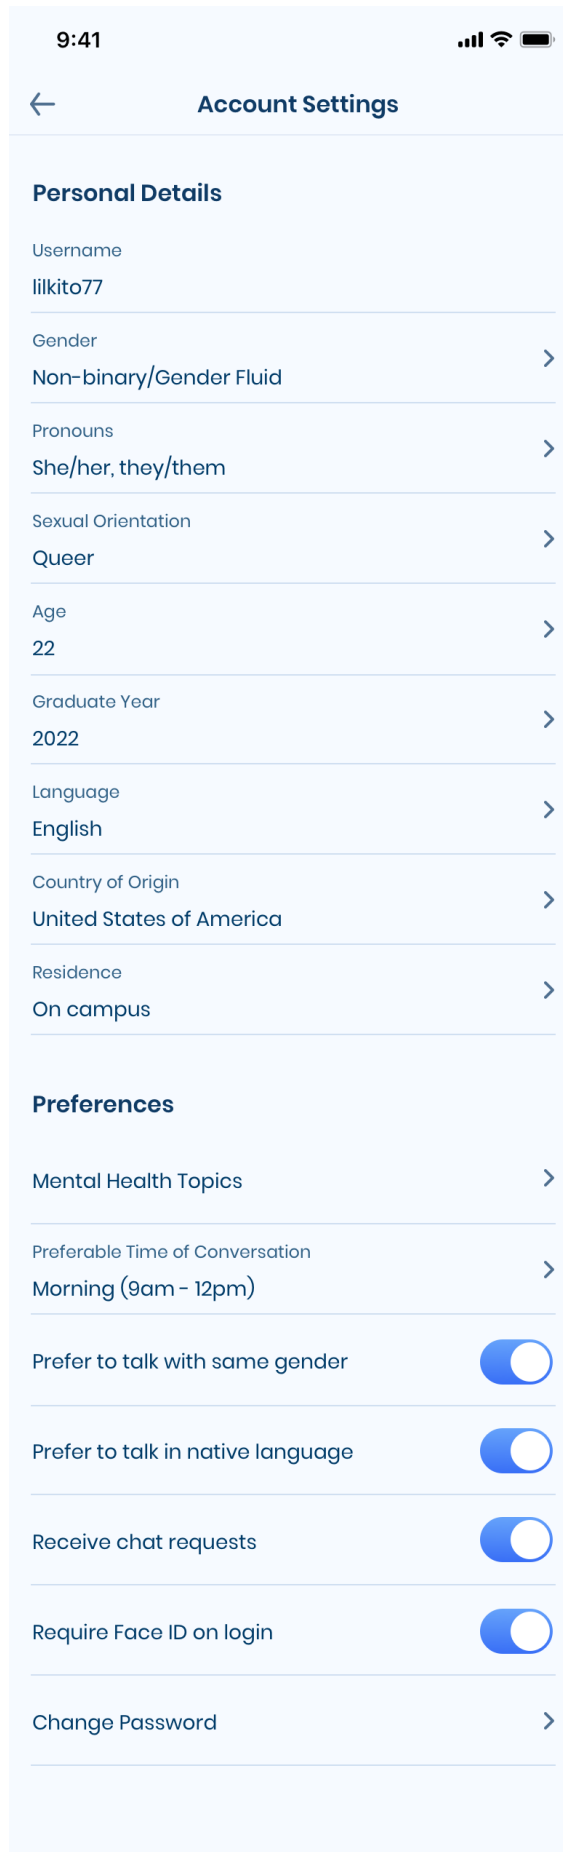 9:41
Account Settings
Personal Details
Username
lilkito77
Gender
Non-binary/Gender Fluid
Pronouns
She/her, they/them
Sexual Orientation
Queer
Age
22
Graduate Year
2022
Language
English
Country of Origin
United States of America
Residence
On campus
Preferences
Mental Health Topics
Preferable Time of Conversation
Morning (9am - 12pm)
Prefer to talk with same gender
Prefer to talk in native language
Receive chat requests
Require Face ID on login
Change Password